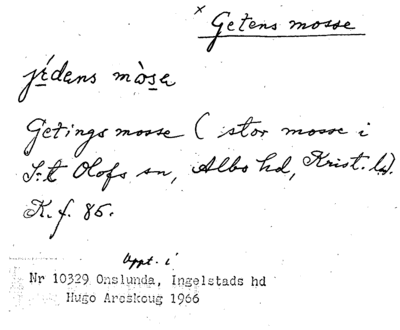 × Getens mosse
jídens mòse
Getings mosse ( stor mosse i
S:t Olofs sn, Albo hd, Krist. l.).
K. f. 86.
Uppt. i
Nr 10329 Onslunda, Ingelstads hd
Hugo Areskoug 1966